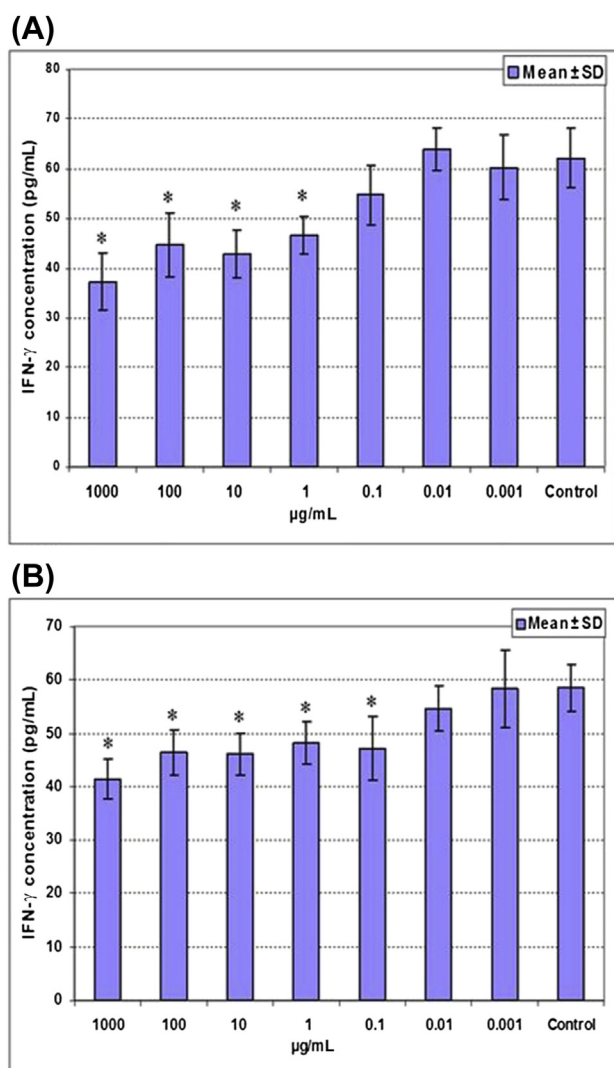 (A)
Mean±SD
IFN-γ concentration (pg/mL)
80
70
60
50
40
30
20
10
0
* * * *
1000 100 10 1 0.1 0.01 0.001 Control
µg/mL
(B)
Mean±SD
IFN-γ concentration (pg/mL)
70
60
50
40
30
20
10
0
* * * * *
1000 100 10 1 0.1 0.01 0.001 Control
µg/mL